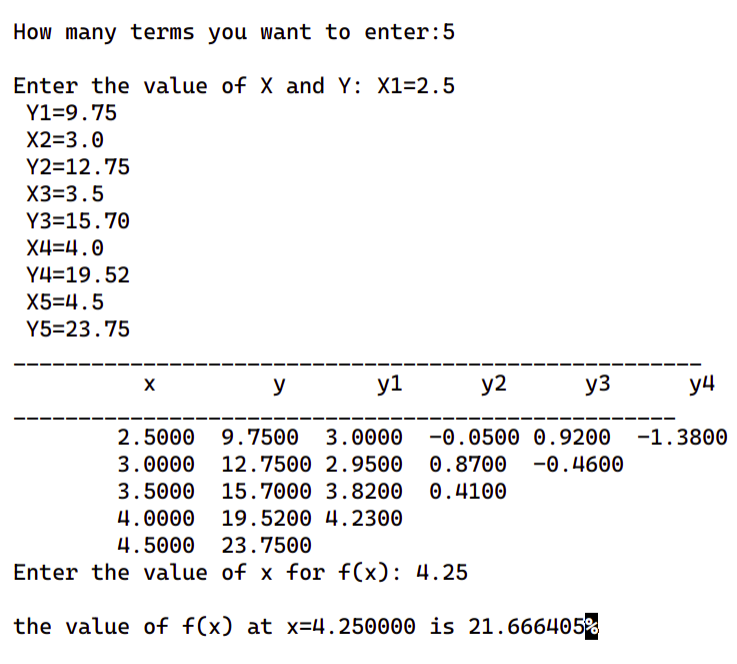 How many terms you want to enter:5
Enter the value of X and Y: X1=2.5
Y1=9.75
X2=3.0
Y2=12.75
X3=3.5
Y3=15.70
X4=4.0
Y4=19.52
X5=4.5
Y5=23.75
_____________________________________________________
x y y1 y2 y3 y4
___________________________________________________
2.5000 9.7500 3.0000 -0.0500 0.9200 -1.3800
3.0000 12.7500 2.9500 0.8700 -0.4600
3.5000 15.7000 3.8200 0.4100
4.0000 19.5200 4.2300
4.5000 23.7500
Enter the value of x for f(x): 4.25
the value of f(x) at x=4.250000 is 21.666405%